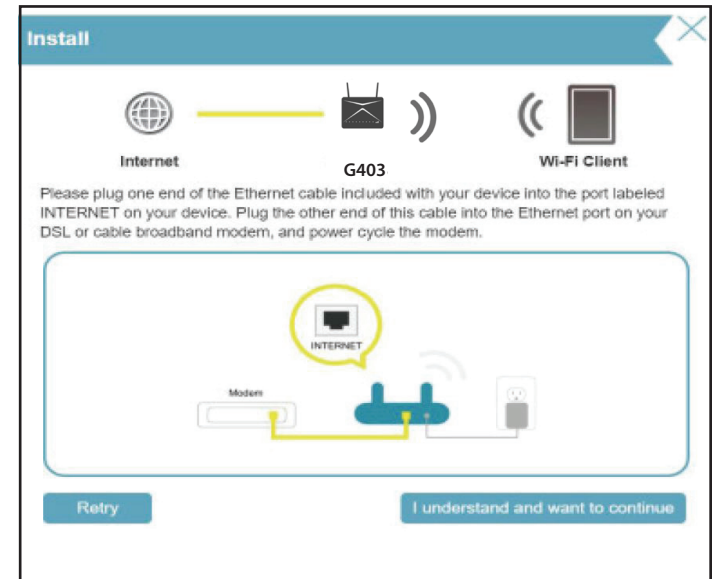 Install
Internet
G403
Wi-Fi Client
Please plug one end of the Ethernet cable included with your device into the port labeled
INTERNET on your device. Plug the other end of this cable into the Ethernet port on your
DSL or cable broadband modem, and power cycle the modem.
INTERNET
Modem
Retry
I understand and want to continue